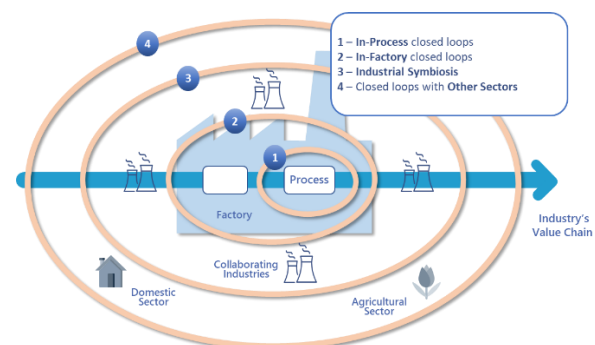 4
1 – In-Process closed loops
2 – In-Factory closed loops
3 – Industrial Symbiosis
4 – Closed loops with Other Sectors
3
2
1
Process
Factory
Industry's
Value Chain
Collaborating
Industries
Domestic
Sector
Agricultural
Sector